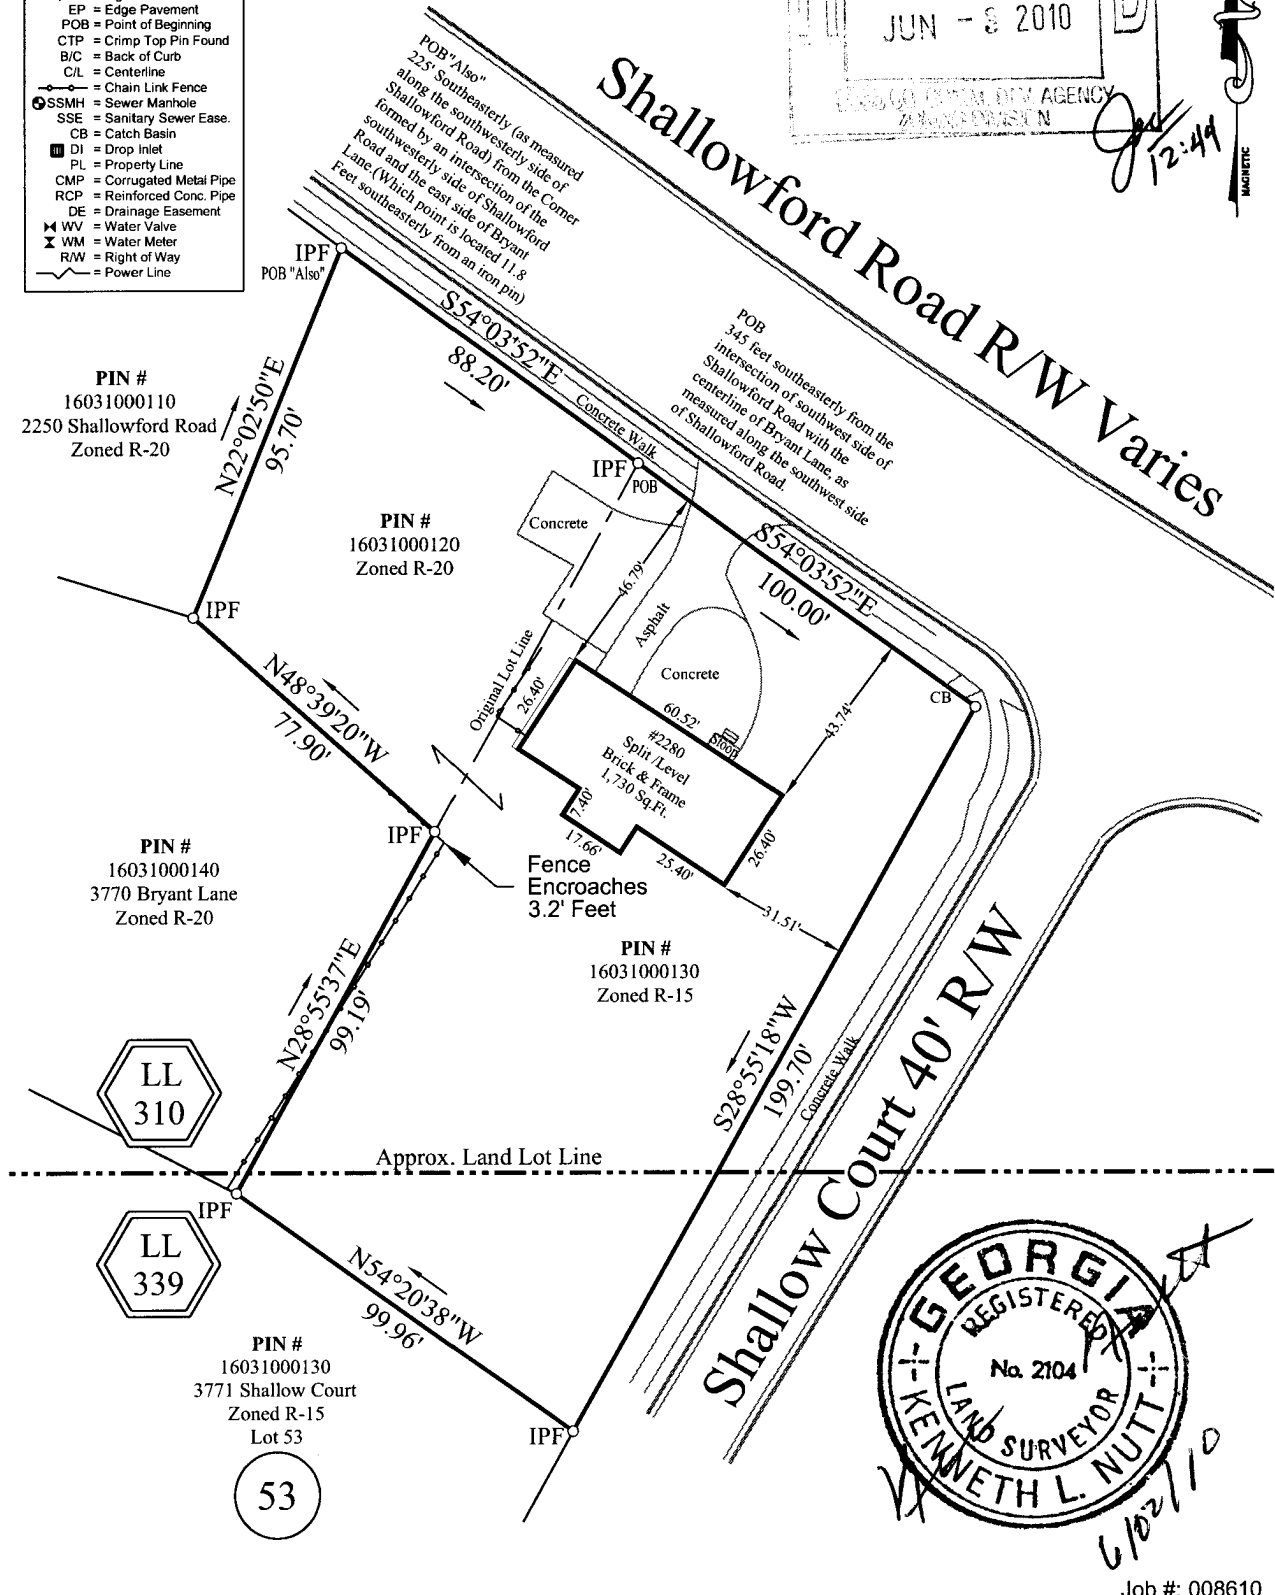 EP = Edge Pavement
POB = Point of Beginning
CTP = Crimp Top Pin Found
B/C = Back of Curb
C/L = Centerline
= Chain Link Fence
SSMH = Sewer Manhole
SSE = Sanitary Sewer Ease.
CB = Catch Basin
DI = Drop Inlet
PL = Property Line
CMP = Corrugated Metal Pipe
RCP = Reinforced Conc. Pipe
DE = Drainage Easement
WV = Water Valve
WM = Water Meter
R/W = Right of Way
= Power Line
POB"Also"
225' Southeasterly (as measured
along the southwesterly side of
Shallowford Road) from the Corner
formed by an intersection of the
southwesterly side of Shallowford
Road and the east side of Bryant
Lane.(Which point is located 11.8
Feet southeasterly from an iron pin)
JUN - 8 2010
COMM. DEV. AGENCY
ZONING DIVISION
12:44
MAGNETIC
Shallowford Road R/W Varies
IPF
POB "Also"
S54°03'52"E
88.20'
Concrete Walk
POB
345 feet southeasterly from the
intersection of southwest side of
Shallowford Road with the
centerline of Bryant Lane, as
measured along the southwest side
of Shallowford Road.
PIN #
16031000110
2250 Shallowford Road
Zoned R-20
N22°02'50"E
95.70'
IPF
POB
PIN #
16031000120
Zoned R-20
Concrete
46.79'
Asphalt
S54°03'52"E
100.00'
IPF
N48°39'20"W
77.90'
Original Lot Line
26.40'
Concrete
60.52'
Stoop
#2280
Split /Level
Brick & Frame
1,730 Sq.Ft.
43.74'
CB
7.40'
17.66'
25.40'
26.40'
31.51'
IPF
Fence
Encroaches
3.2' Feet
PIN #
16031000140
3770 Bryant Lane
Zoned R-20
PIN #
16031000130
Zoned R-15
N28°55'37"E
99.19'
S28°55'18"W
199.70'
Concrete Walk
Shallow Court 40' R/W
LL
310
Approx. Land Lot Line
IPF
LL
339
N54°20'38"W
99.96'
PIN #
16031000130
3771 Shallow Court
Zoned R-15
Lot 53
53
IPF
GEORGIA
REGISTERED
No. 2104
LAND SURVEYOR
KENNETH L. NUTT
6/02/10
Job #: 008610